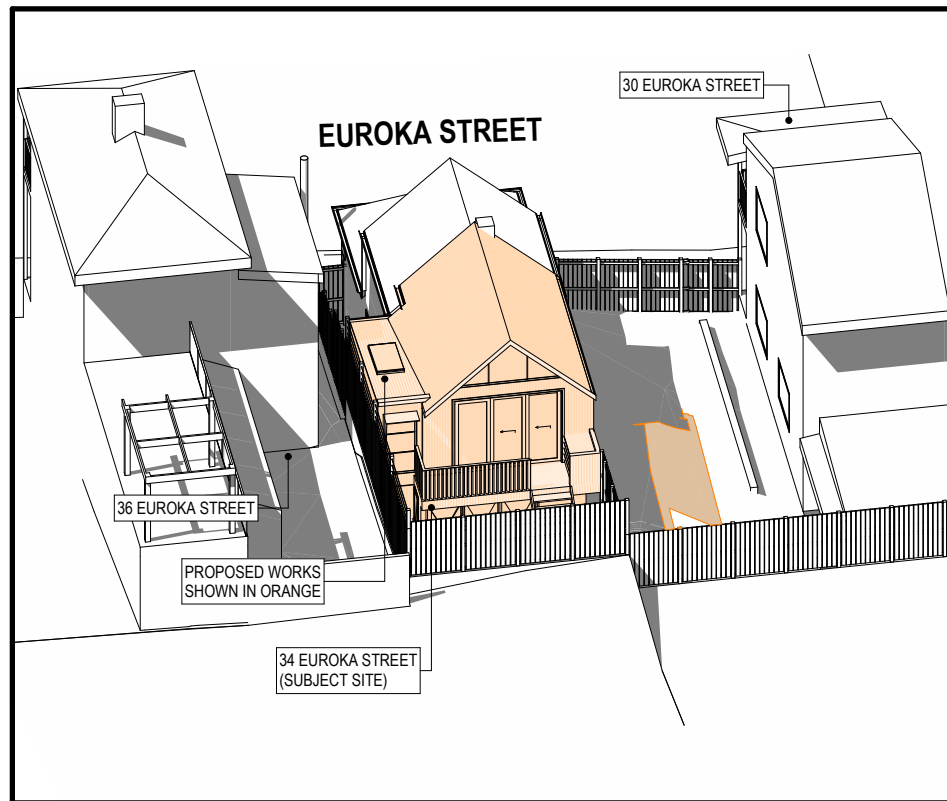 30 EUROKA STREET
EUROKA STREET
36 EUROKA STREET
PROPOSED WORKS
SHOWN IN ORANGE
34 EUROKA STREET
(SUBJECT SITE)